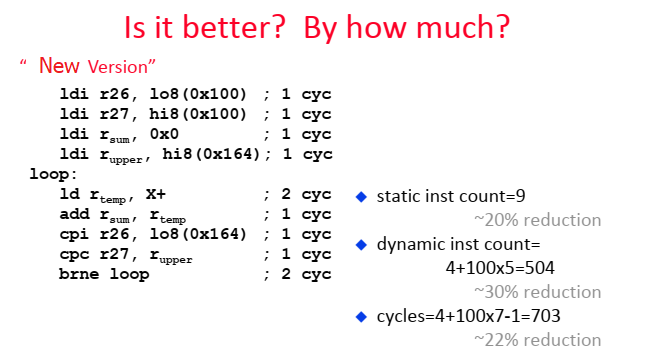 Is it better?  By how much?
“ New Version”
ldi r26, lo8(0x100) ; 1 cyc
ldi r27, hi8(0x100) ; 1 cyc
ldi rsum, 0x0 ; 1 cyc
ldi rupper, hi8(0x164); 1 cyc
loop:
ld rtemp, X+ ; 2 cyc
add rsum, rtemp ; 1 cyc
cpi r26, lo8(0x164) ; 1 cyc
cpc r27, rupper ; 1 cyc
brne loop ; 2 cyc
◆ static inst count=9
~20% reduction
◆ dynamic inst count=
4+100x5=504
~30% reduction
◆ cycles=4+100x7-1=703
~22% reduction